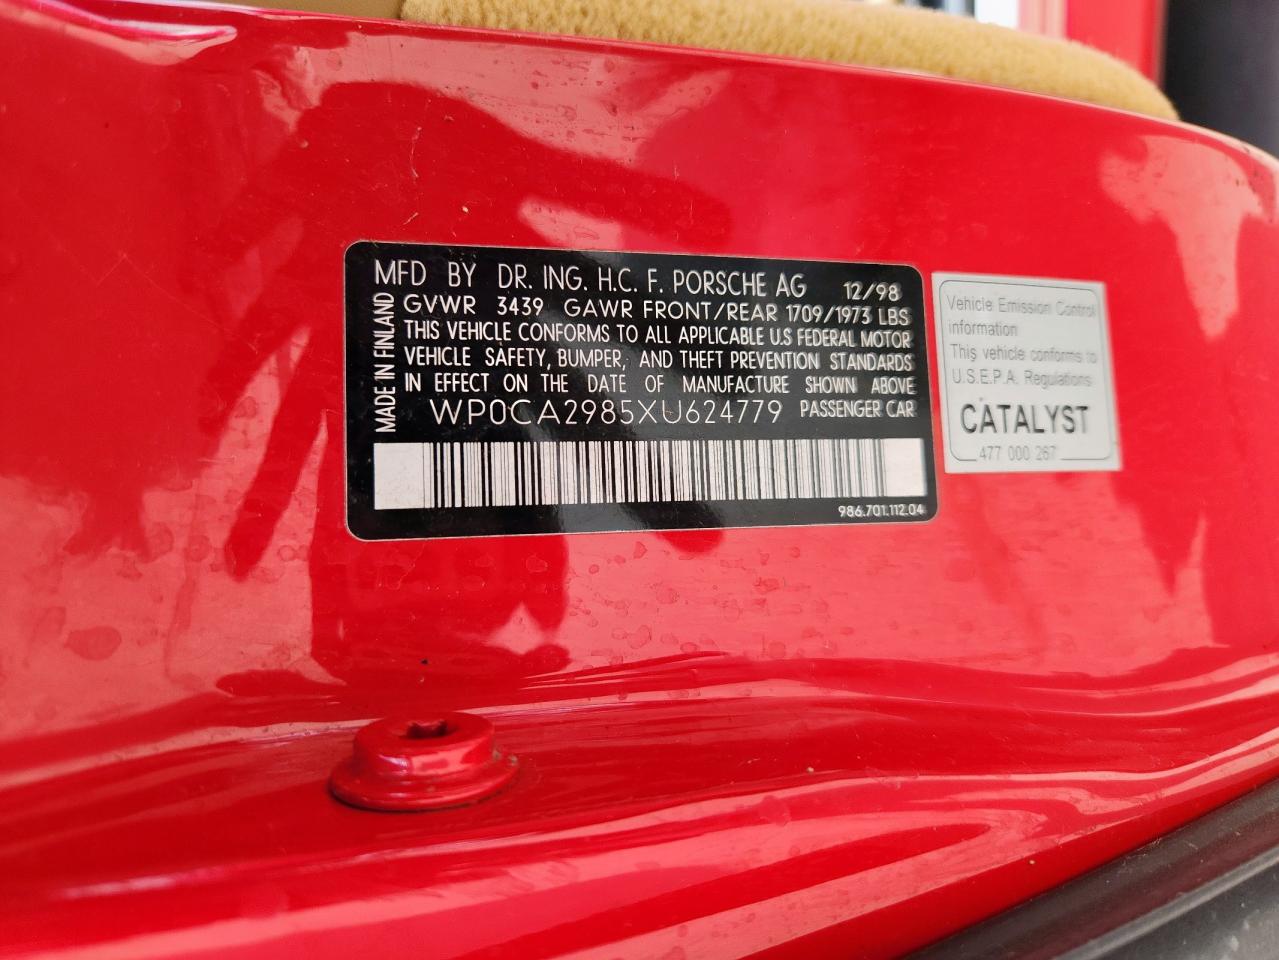 MFD BY DR. ING. H.C. F. PORSCHE AG 12/98
GVWR 3439 GAWR FRONT/REAR 1709/1973 LBS
THIS VEHICLE CONFORMS TO ALL APPLICABLE U.S FEDERAL MOTOR
VEHICLE SAFETY, BUMPER, AND THEFT PREVENTION STANDARDS
IN EFFECT ON THE DATE OF MANUFACTURE SHOWN ABOVE
WP0CA2985XU624779 PASSENGER CAR
MADE IN FINLAND
986.701.112.04
Vehicle Emission Control
information
This vehicle conforms to
U.S.E.P.A. Regulations
CATALYST
477 000 267